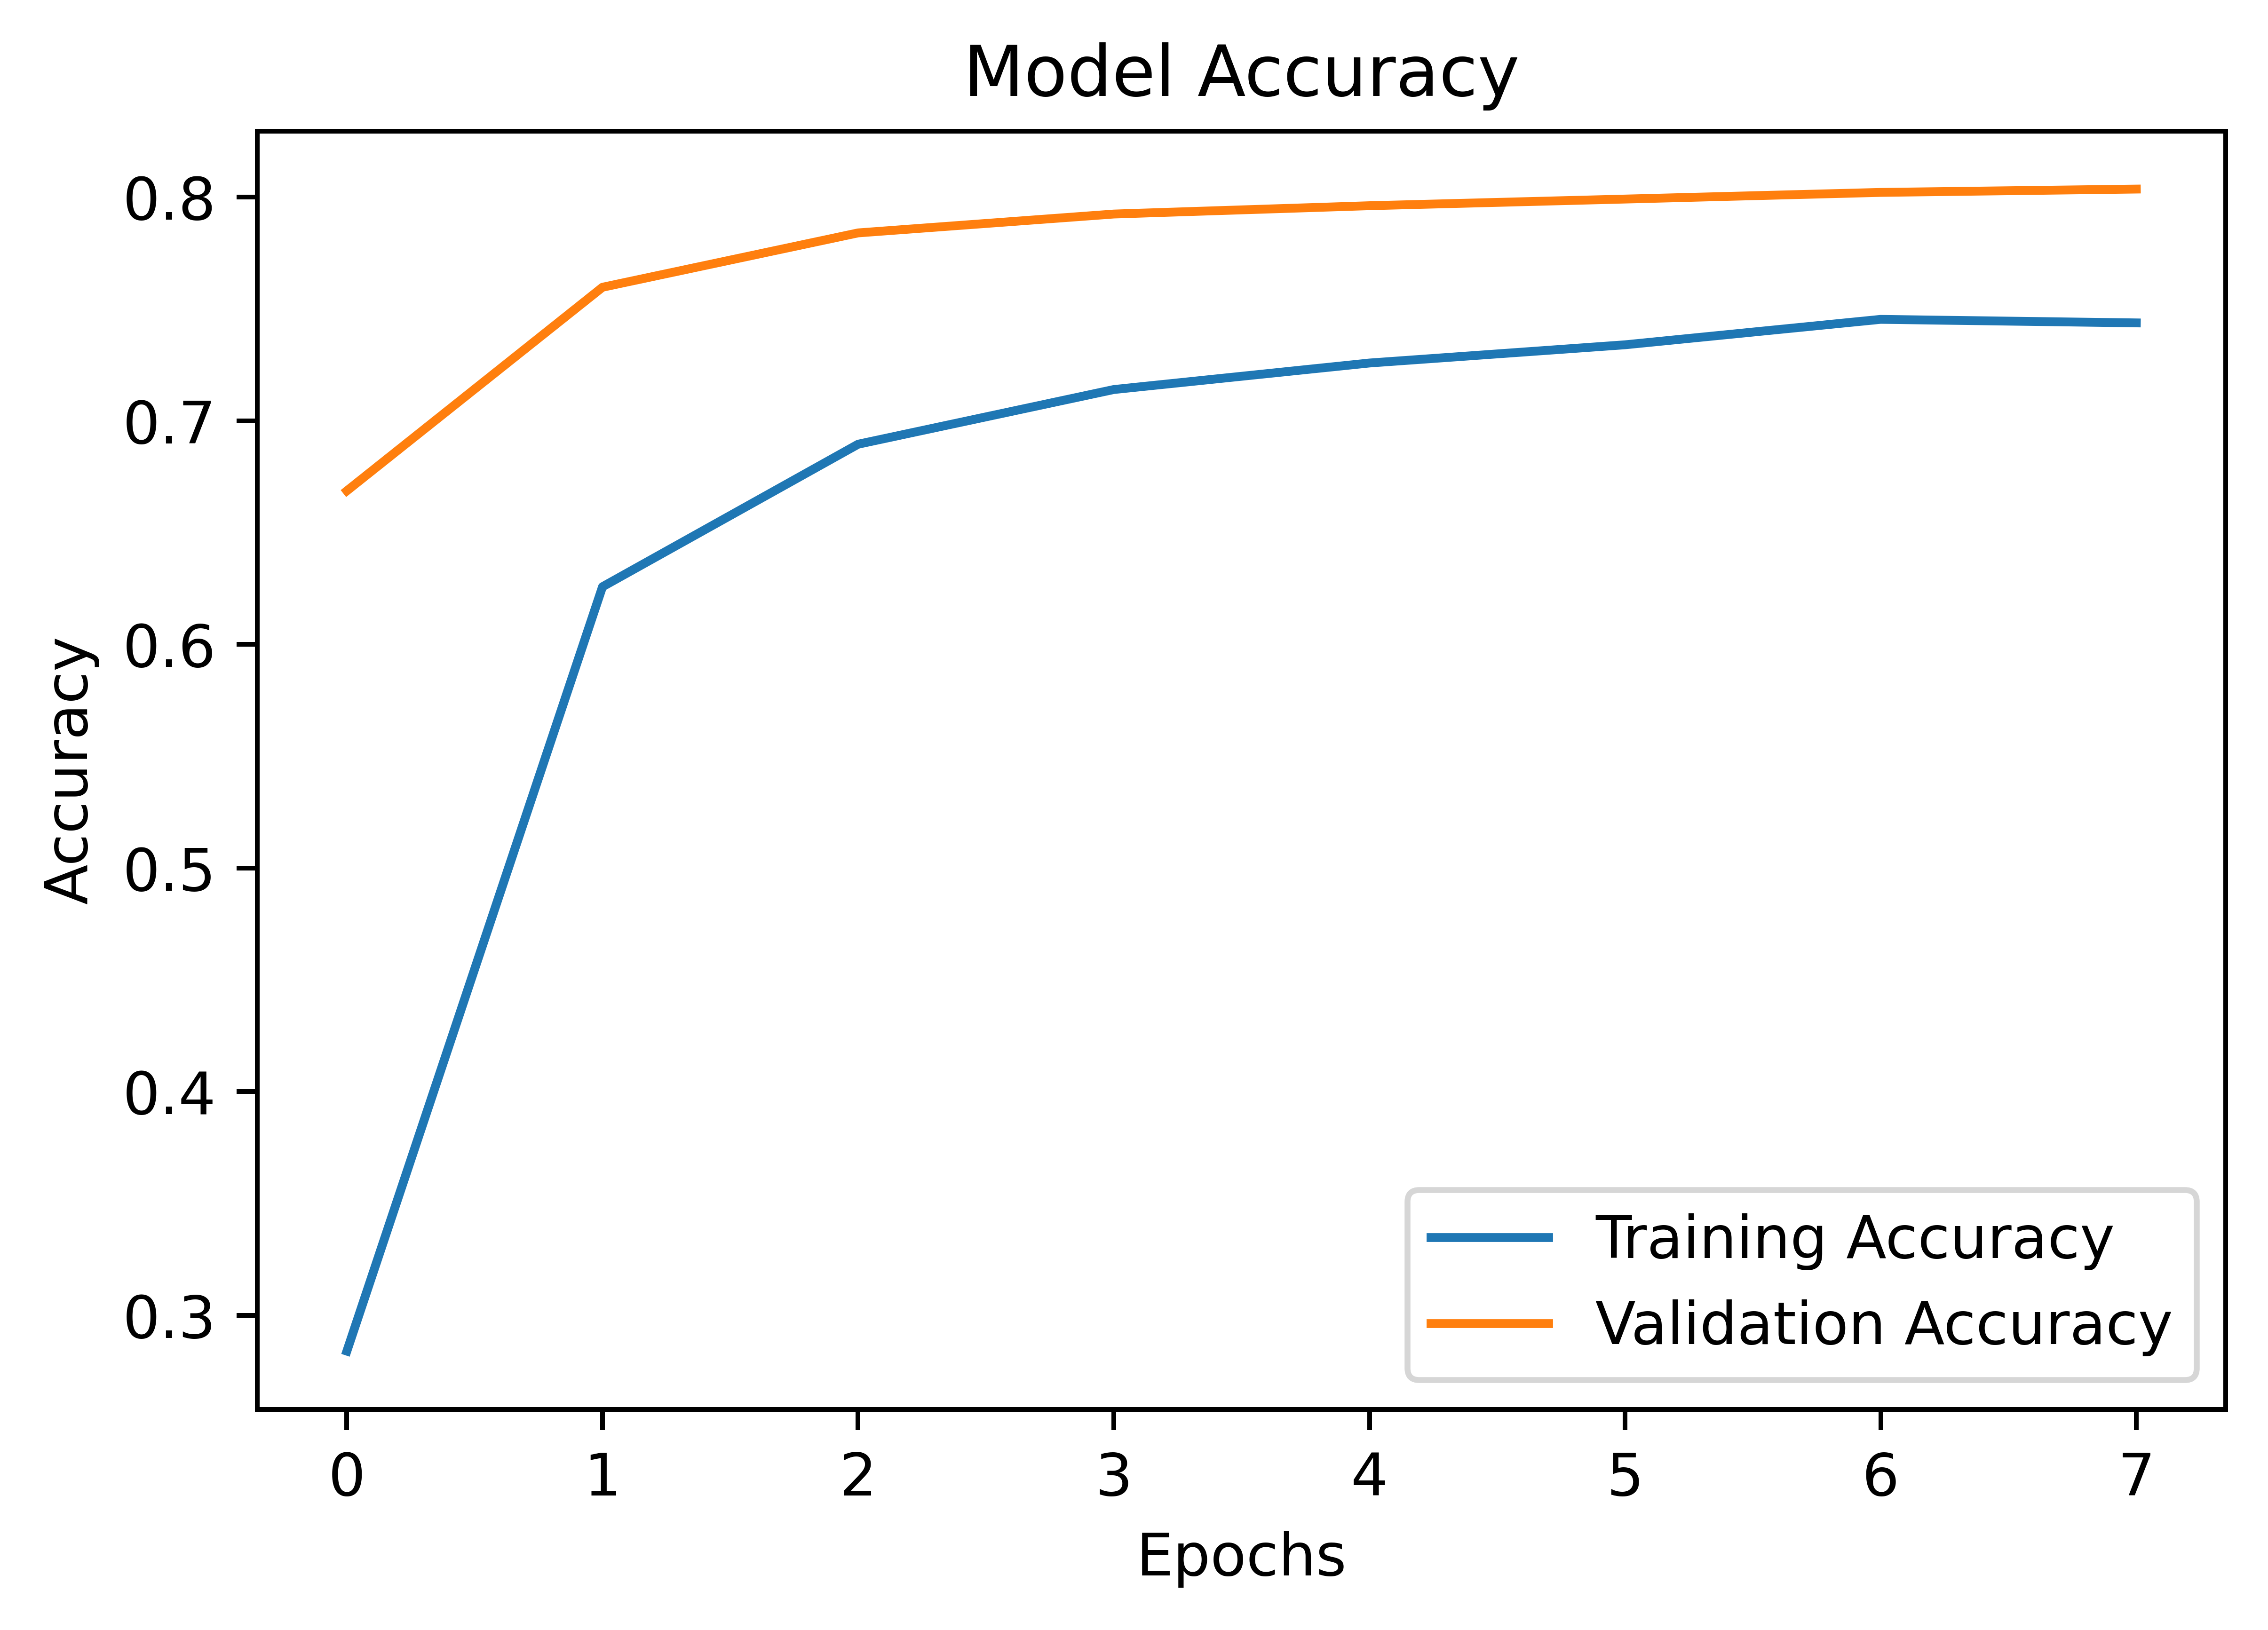 Model Accuracy
0.8
0.7
0.6
0.5
0.4
0.3
Accuracy
Training Accuracy
Validation Accuracy
0 1 2 3 4 5 6 7
Epochs